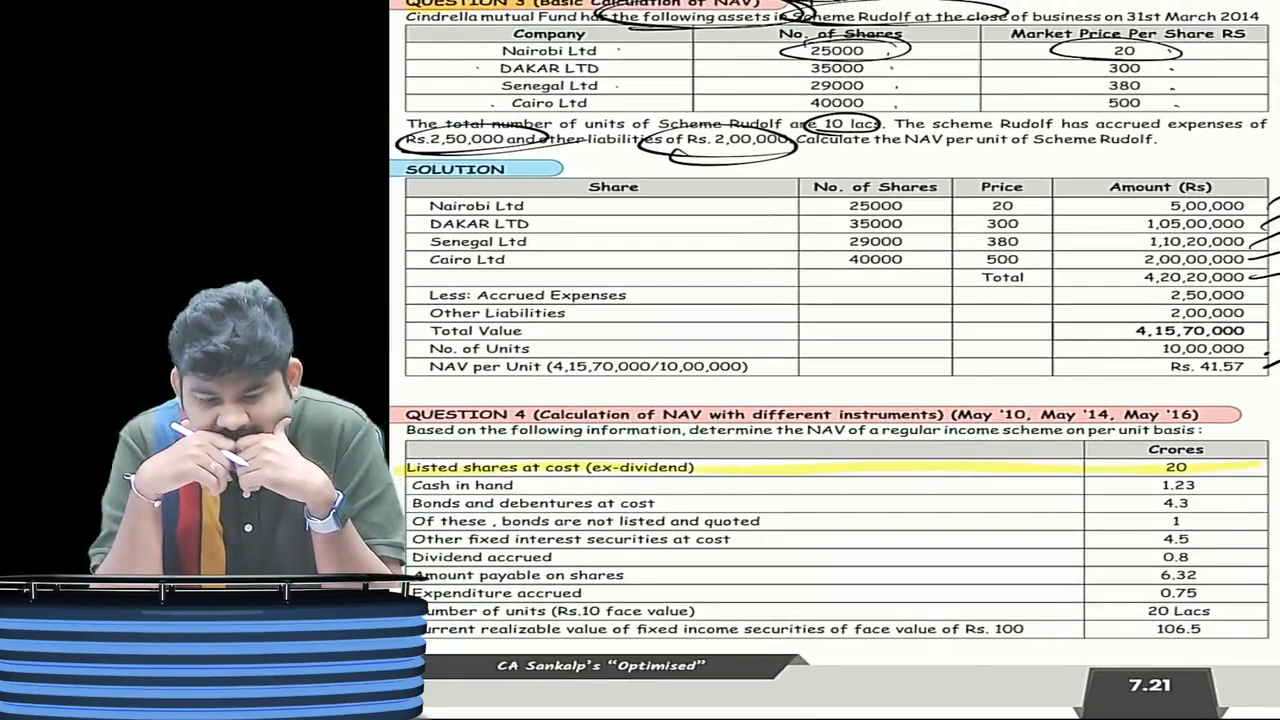 QUESTION 3 (Basic Calculation of NAV)
Cindrella mutual Fund has the following assets in Scheme Rudolf at the close of business on 31st March 2014
Company No. of Shares Market Price Per Share RS
Nairobi Ltd 25000 20
DAKAR LTD 35000 300
Senegal Ltd 29000 380
Cairo Ltd 40000 500
The total number of units of Scheme Rudolf are 10 lacs. The scheme Rudolf has accrued expenses of
Rs.2,50,000 and other liabilities of Rs. 2,00,000. Calculate the NAV per unit of Scheme Rudolf.
SOLUTION
Share No. of Shares Price Amount (Rs)
Nairobi Ltd 25000 20 5,00,000
DAKAR LTD 35000 300 1,05,00,000
Senegal Ltd 29000 380 1,10,20,000
Cairo Ltd 40000 500 2,00,00,000
Total 4,20,20,000
Less: Accrued Expenses 2,50,000
Other Liabilities 2,00,000
Total Value 4,15,70,000
No. of Units 10,00,000
NAV per Unit (4,15,70,000/10,00,000) Rs. 41.57
QUESTION 4 (Calculation of NAV with different instruments) (May '10, May '14, May '16)
Based on the following information, determine the NAV of a regular income scheme on per unit basis :
Crores
Listed shares at cost (ex-dividend) 20
Cash in hand 1.23
Bonds and debentures at cost 4.3
Of these , bonds are not listed and quoted 1
Other fixed interest securities at cost 4.5
Dividend accrued 0.8
Amount payable on shares 6.32
Expenditure accrued 0.75
umber of units (Rs.10 face value) 20 Lacs
urrent realizable value of fixed income securities of face value of Rs. 100 106.5
CA Sankalp's "Optimised"
7.21